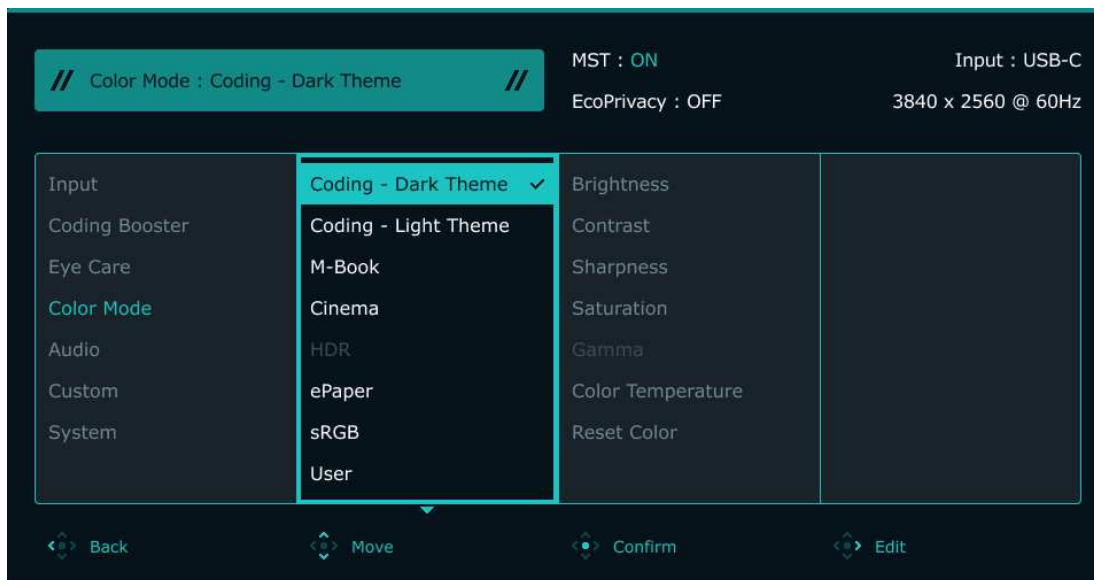 Color Mode : Coding - Dark Theme
MST : ON
Input : USB-C
EcoPrivacy : OFF
3840 x 2560 @ 60Hz
Input
Coding Booster
Eye Care
Color Mode
Audio
Custom
System
Coding - Dark Theme
Coding - Light Theme
M-Book
Cinema
HDR
ePaper
sRGB
User
Brightness
Contrast
Sharpness
Saturation
Gamma
Color Temperature
Reset Color
Back
Move
Confirm
Edit